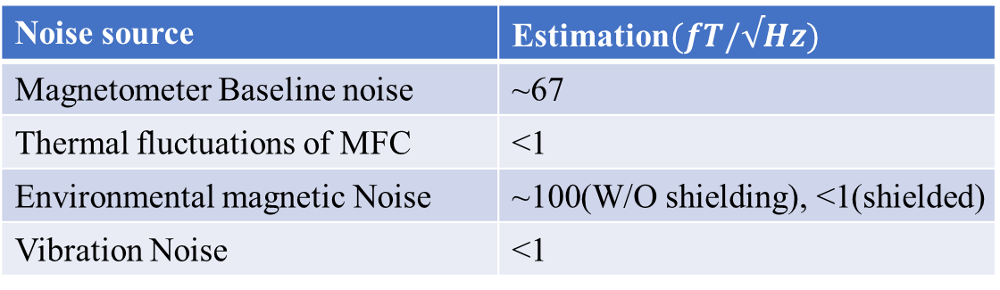 Noise source Estimation(fT/√Hz)
Magnetometer Baseline noise ~67
Thermal fluctuations of MFC <1
Environmental magnetic Noise ~100(W/O shielding), <1(shielded)
Vibration Noise <1